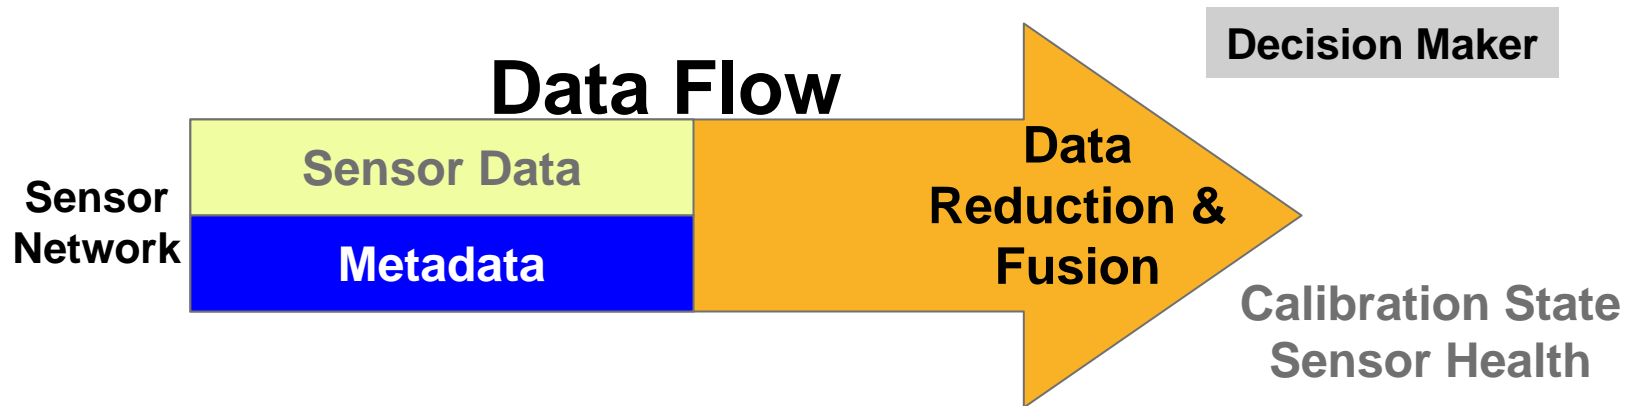 Decision Maker
Data Flow
Sensor Data
Data
Reduction &
Fusion
Sensor
Network
Metadata
Calibration State
Sensor Health